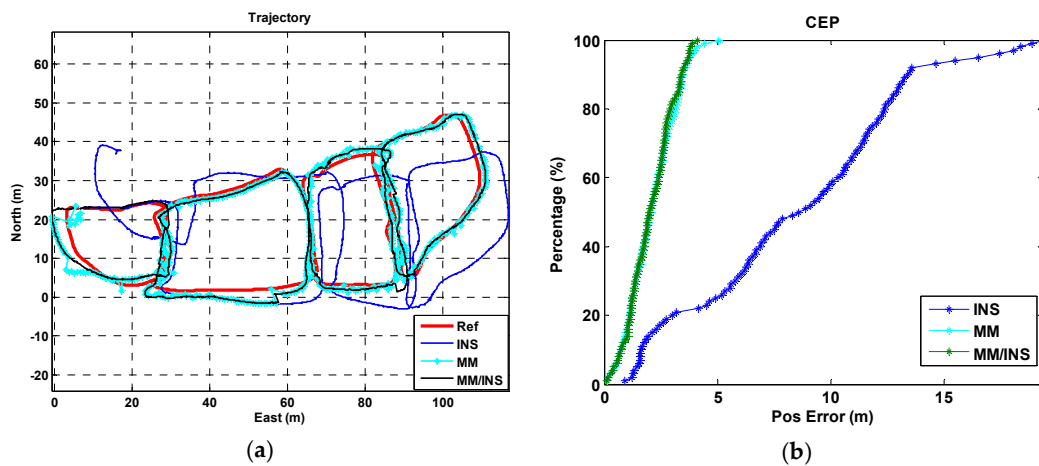 Trajectory
60
50
40
30
20
10
0
-10
-20
North (m)
0 20 40 60 80 100
East (m)
Ref
INS
MM
MM/INS
(a)
CEP
100
80
60
40
20
0
Percentage (%)
0 5 10 15
Pos Error (m)
INS
MM
MM/INS
(b)